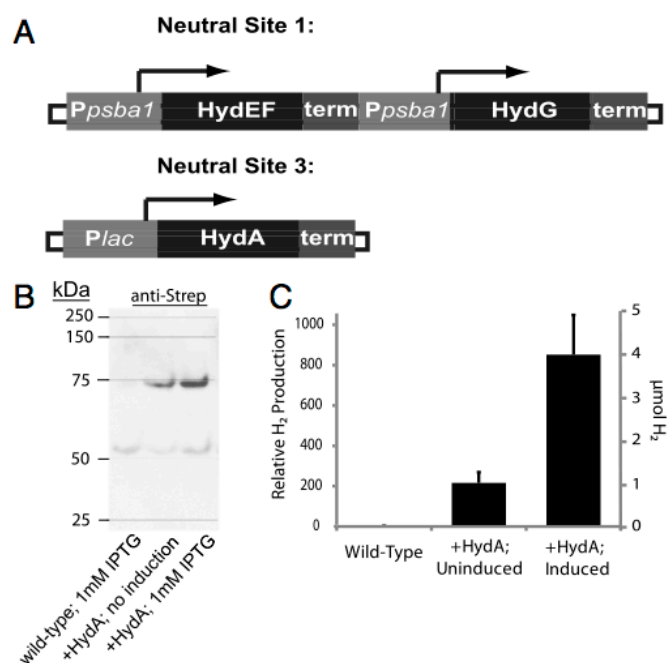 A
Neutral Site 1:
Ppsba1 HydEF term Ppsba1 HydG term
Neutral Site 3:
Plac HydA term
B
kDa anti-Strep
250
150
75
50
25
wild-type; 1mM IPTG
+HydA; no induction
+HydA; 1mM IPTG
C
Relative H₂ Production
1000
800
600
400
200
0
5
4
3
2
1
0
μmol H₂
Wild-Type +HydA; Uninduced +HydA; Induced